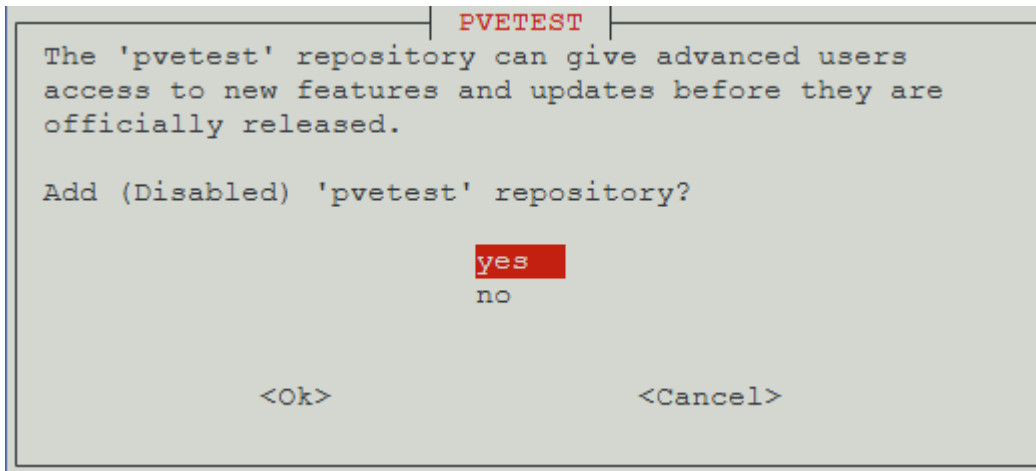 PVETEST
The 'pvetest' repository can give advanced users
access to new features and updates before they are
officially released.
Add (Disabled) 'pvetest' repository?
yes
no
<Ok> <Cancel>